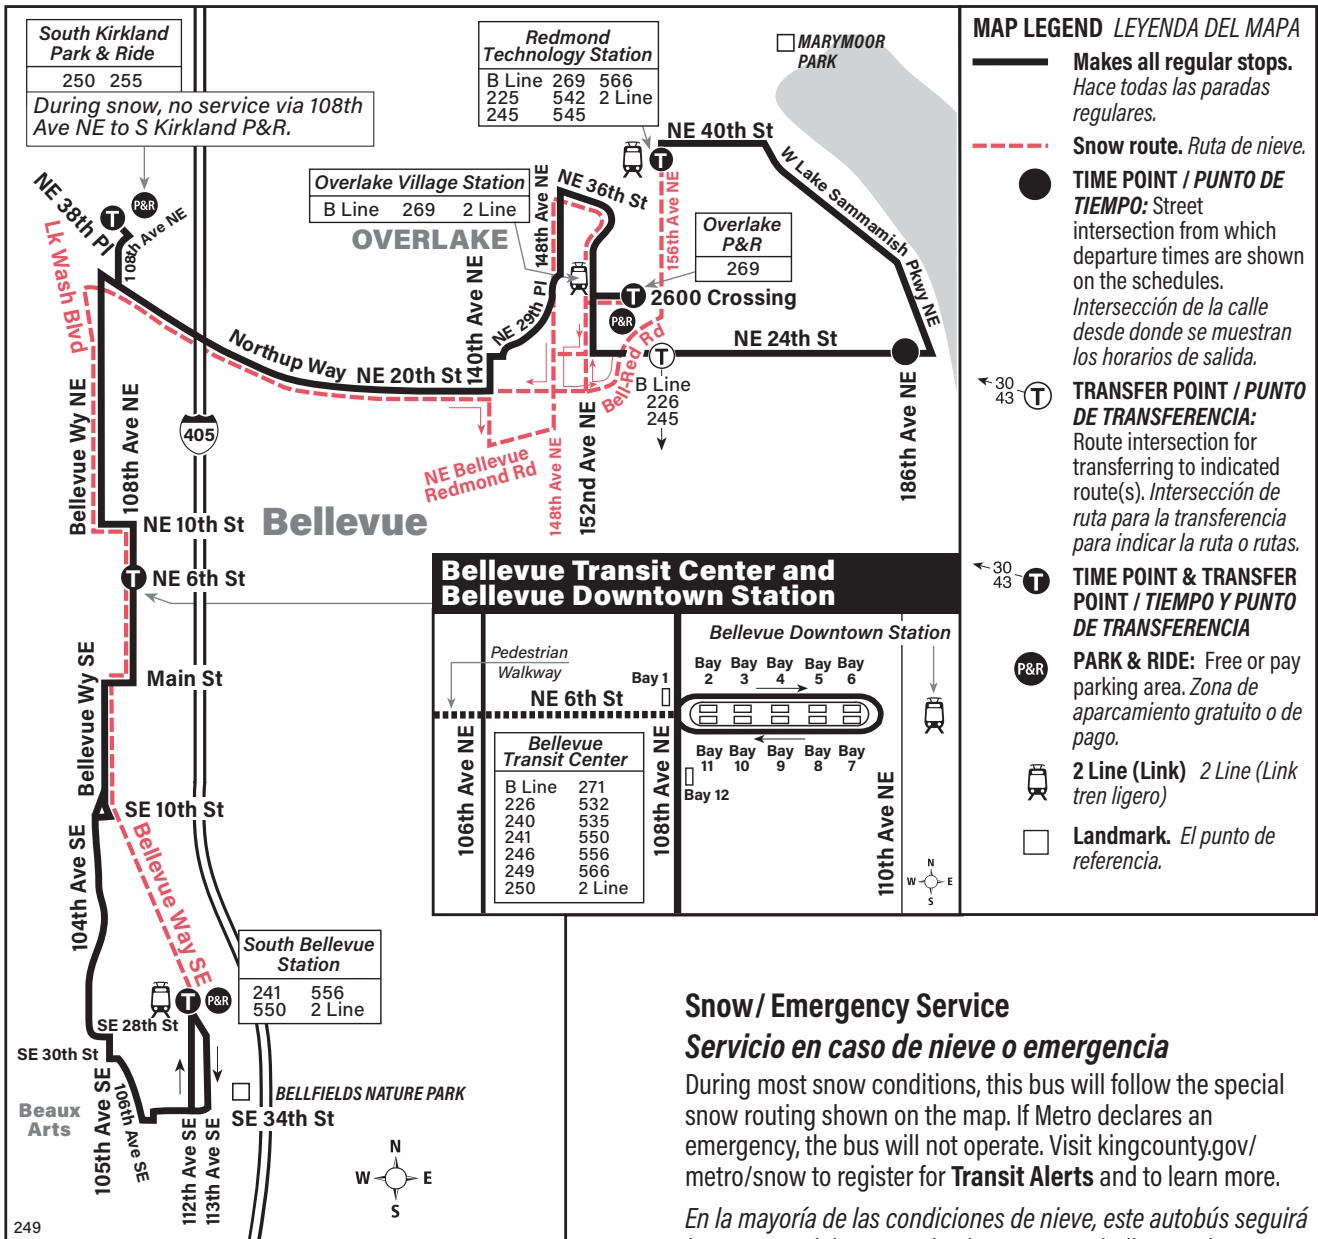 South Kirkland
Park & Ride
250 255
During snow, no service via 108th
Ave NE to S Kirkland P&R.
Redmond
Technology Station
B Line 269 566
225 542 2 Line
245 545
MARYMOOR
PARK
NE 40th St
W Lake Sammamish Pkwy NE
T
NE 38th Pl
T
P&R
108th Ave NE
Lk Wash Blvd
Overlake Village Station
B Line 269 2 Line
OVERLAKE
148th Ave NE
NE 36th St
156th Ave NE
Overlake
P&R
269
T
2600 Crossing
P&R
140th Ave NE
NE 29th Pl
NE 24th St
Bell-Red Rd
T
B Line
226
245
Northup Way
NE 20th St
186th Ave NE
Bellevue Wy NE
108th Ave NE
405
NE Bellevue
Redmond Rd
148th Ave NE
152nd Ave NE
NE 10th St
Bellevue
T
NE 6th St
Bellevue Wy SE
Main St
SE 10th St
104th Ave SE
Bellevue Way SE
South Bellevue
Station
241 556
550 2 Line
T
P&R
SE 28th St
SE 30th St
105th Ave SE
106th Ave SE
Beaux
Arts
BELLFIELDS NATURE PARK
SE 34th St
112th Ave SE
113th Ave SE
N
W E
S
249
Bellevue Transit Center and
Bellevue Downtown Station
Pedestrian
Walkway
Bellevue Downtown Station
NE 6th St
Bay 1
Bay Bay Bay Bay Bay
2 3 4 5 6
Bay Bay Bay Bay Bay
11 10 9 8 7
Bay 12
106th Ave NE
108th Ave NE
110th Ave NE
Bellevue
Transit Center
B Line 271
226 532
240 535
241 550
246 556
249 566
250 2 Line
N
W E
S
MAP LEGEND LEYENDA DEL MAPA
Makes all regular stops.
Hace todas las paradas
regulares.
Snow route. Ruta de nieve.
TIME POINT / PUNTO DE
TIEMPO: Street
intersection from which
departure times are shown
on the schedules.
Intersección de la calle
desde donde se muestran
los horarios de salida.
30
43
T
TRANSFER POINT / PUNTO
DE TRANSFERENCIA:
Route intersection for
transferring to indicated
route(s). Intersección de
ruta para la transferencia
para indicar la ruta o rutas.
30
43
T
TIME POINT & TRANSFER
POINT / TIEMPO Y PUNTO
DE TRANSFERENCIA
P&R
PARK & RIDE: Free or pay
parking area. Zona de
aparcamiento gratuito o de
pago.
2 Line (Link) 2 Line (Link
tren ligero)
Landmark. El punto de
referencia.
Snow/ Emergency Service
Servicio en caso de nieve o emergencia
During most snow conditions, this bus will follow the special
snow routing shown on the map. If Metro declares an
emergency, the bus will not operate. Visit kingcounty.gov/
metro/snow to register for Transit Alerts and to learn more.
En la mayoría de las condiciones de nieve, este autobús seguirá